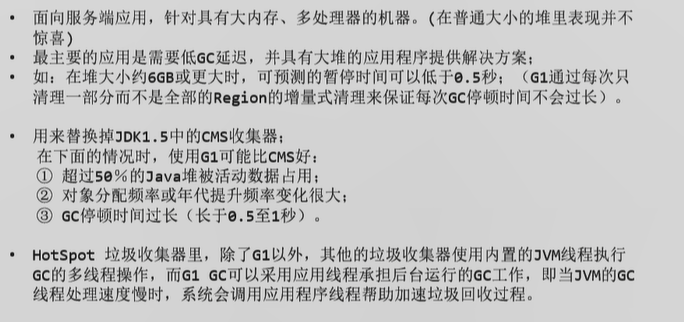 • 面向服务端应用，针对具有大内存、多处理器的机器。(在普通大小的堆里表现并不
惊喜)
• 最主要的应用是需要低GC延迟，并具有大堆的应用程序提供解决方案；
• 如：在堆大小约6GB或更大时，可预测的暂停时间可以低于0.5秒；（G1通过每次只
清理一部分而不是全部的Region的增量式清理来保证每次GC停顿时间不会过长）。
• 用来替换掉JDK1.5中的CMS收集器；
在下面的情况时，使用G1可能比CMS好：
① 超过50％的Java堆被活动数据占用；
② 对象分配频率或年代提升频率变化很大；
③ GC停顿时间过长（长于0.5至1秒）。
• HotSpot 垃圾收集器里，除了G1以外，其他的垃圾收集器使用内置的JVM线程执行
GC的多线程操作，而G1 GC可以采用应用线程承担后台运行的GC工作，即当JVM的GC
线程处理速度慢时，系统会调用应用程序线程帮助加速垃圾回收过程。